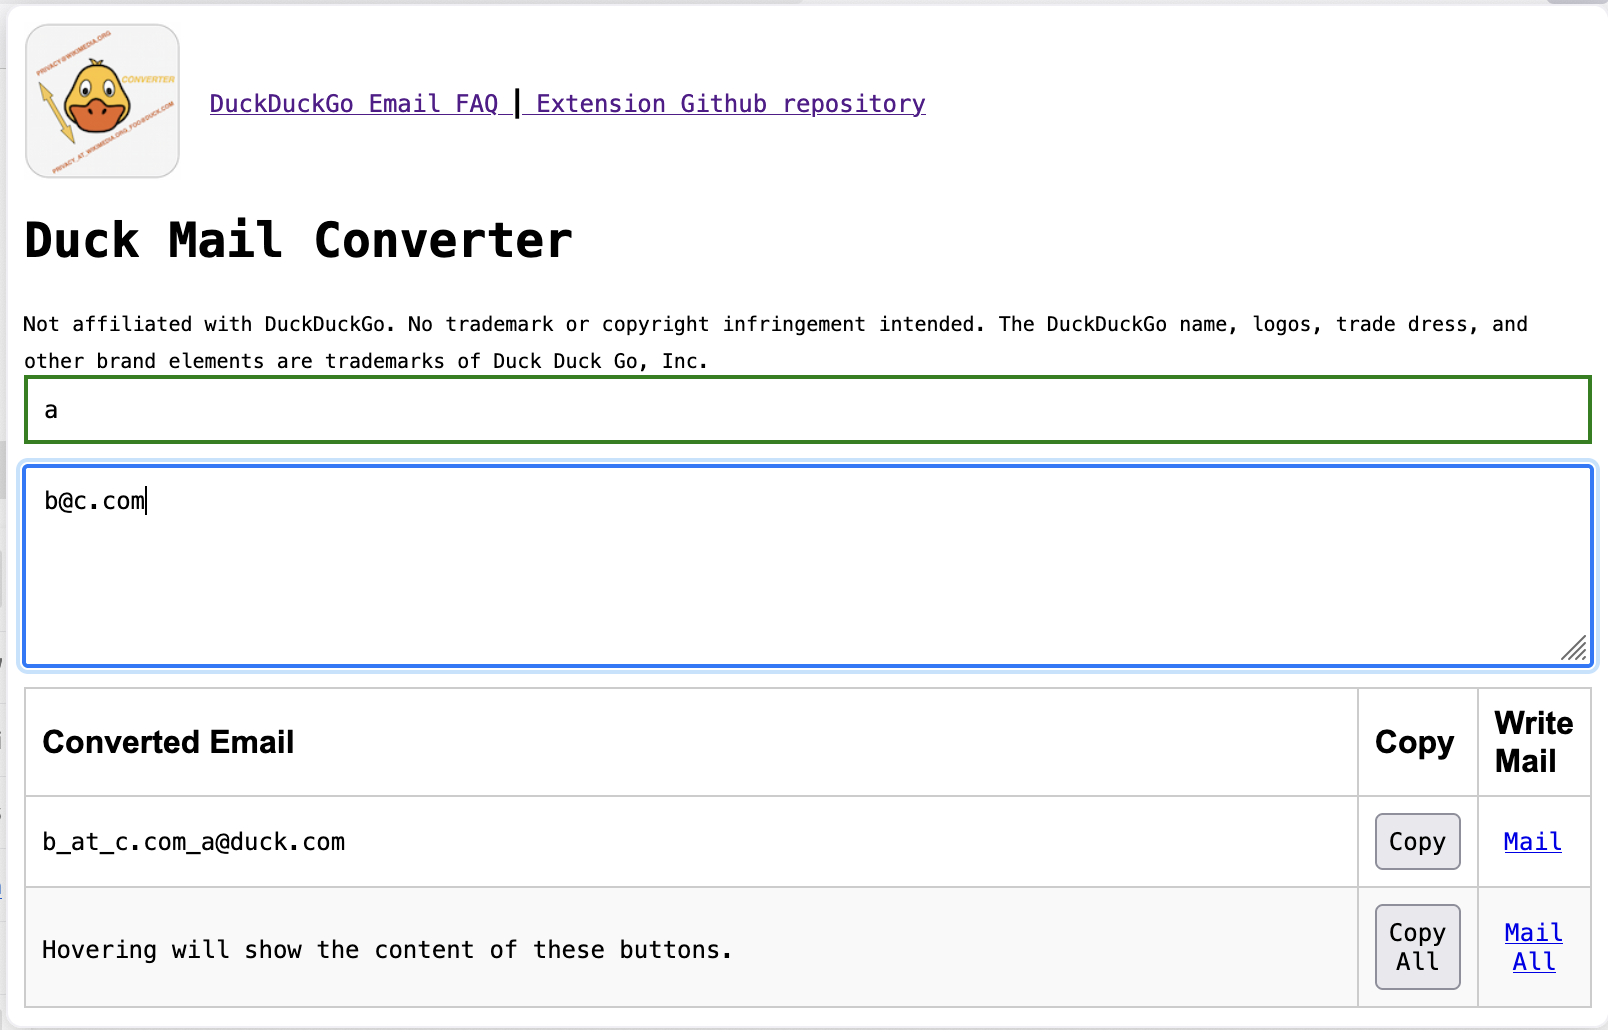 PRIVACY@WIKIMEDIA.ORG
CONVERTER
PRIVACY_AT_WIKIMEDIA.ORG_FOO@DUCK.COM
DuckDuckGo Email FAQ | Extension Github repository
Duck Mail Converter
Not affiliated with DuckDuckGo. No trademark or copyright infringement intended. The DuckDuckGo name, logos, trade dress, and
other brand elements are trademarks of Duck Duck Go, Inc.
a
b@c.com
Converted Email Copy Write
Mail
b_at_c.com_a@duck.com Copy Mail
Hovering will show the content of these buttons. Copy
All Mail
All